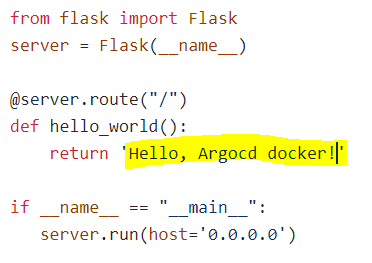 from flask import Flask
server = Flask(__name__)
@server.route("/")
def hello_world():
    return 'Hello, Argocd docker!'
if __name__ == "__main__":
   server.run(host='0.0.0.0')